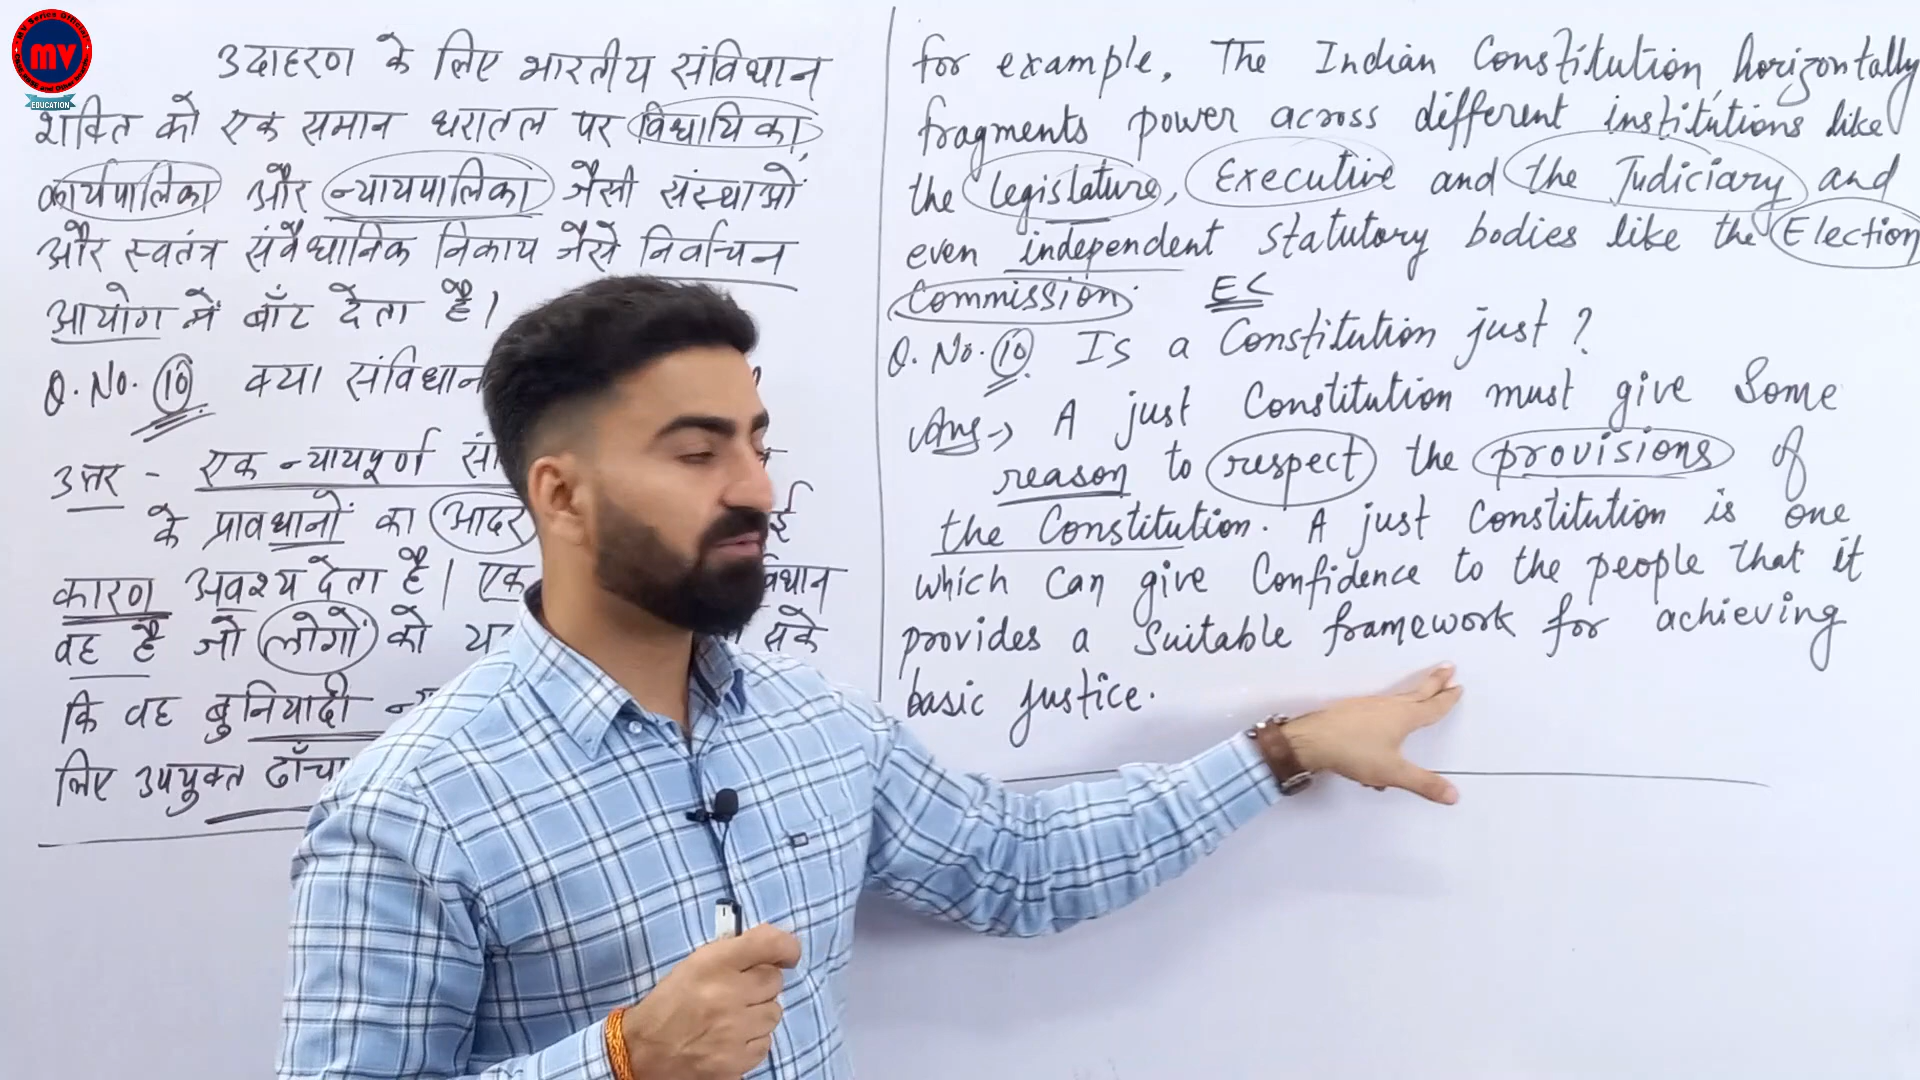 mv
EDUCATION
उदाहरण के लिए भारतीय संविधान
शक्ति को एक समान धरातल पर विधायिका,
कार्यपालिका और न्यायपालिका जैसी संस्थाओं
और स्वतंत्र संवैधानिक निकाय जैसे निर्वाचन
आयोग में बाँट देता है।
Q. No. 10 क्या संविधान
उत्तर - एक न्यायपूर्ण
के प्रावधानों का आदर
कारण अवश्य देता है। एक
वह है जो लोगों को सके
कि वह बुनियादी
लिए उपयुक्त ढाँचा
for example, The Indian Constitution, horizontally
fragments power across different institutions like
the legislature, Executive and the Judiciary and
even independent statutory bodies like the Election
Commission. EC
Q. No. 10 Is a Constitution just ?
Ans → A just Constitution must give Some
reason to respect the provisions of
the Constitution. A just Constitution is one
which can give Confidence to the people that it
provides a Suitable framework for achieving
basic justice.